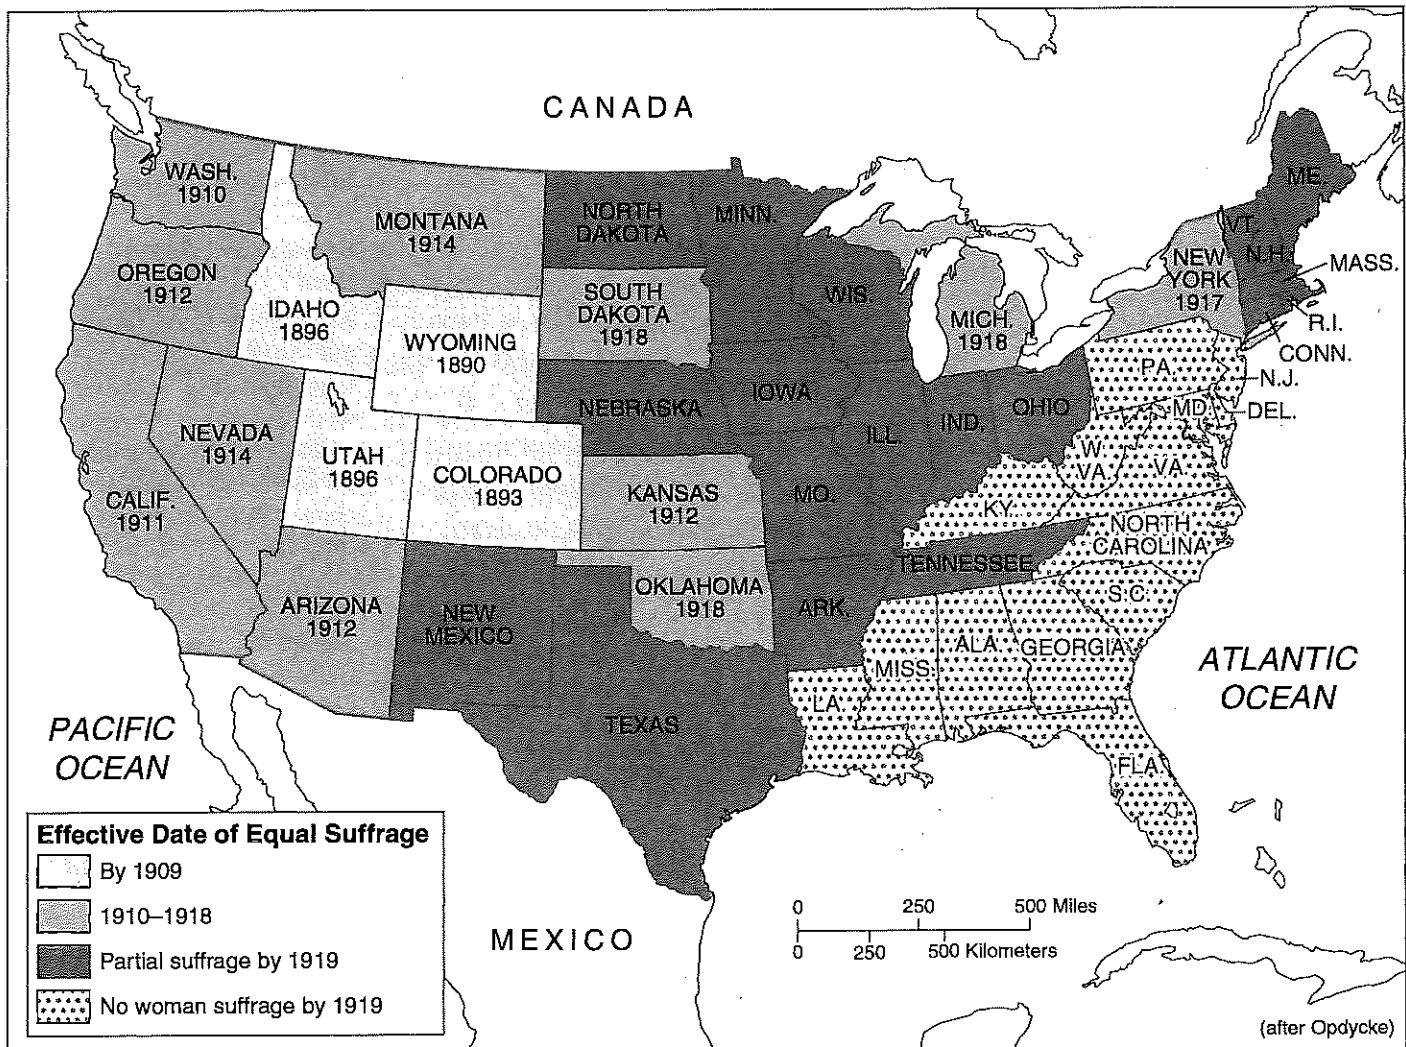 CANADA
WASH.
1910
MONTANA
1914
NORTH
DAKOTA
MINN.
ME.
VT.
N.H.
NEW
YORK
1917
MASS.
OREGON
1912
IDAHO
1896
WYOMING
1890
SOUTH
DAKOTA
1918
WIS.
MICH.
1918
R.I.
CONN.
PA.
N.J.
NEBRASKA
IOWA
OHIO
MD.
DEL.
NEVADA
1914
UTAH
1896
COLORADO
1893
ILL.
IND.
W
VA.
VA.
CALIF.
1911
KANSAS
1912
MO.
KY.
NORTH
CAROLINA
TENNESSEE
ARIZONA
1912
NEW
MEXICO
OKLAHOMA
1918
ARK.
S.C.
MISS.
ALA.
GEORGIA
ATLANTIC
OCEAN
PACIFIC
OCEAN
TEXAS
LA.
FLA.
Effective Date of Equal Suffrage
By 1909
1910–1918
Partial suffrage by 1919
No woman suffrage by 1919
MEXICO
0 250 500 Miles
0 250 500 Kilometers
(after Opdycke)